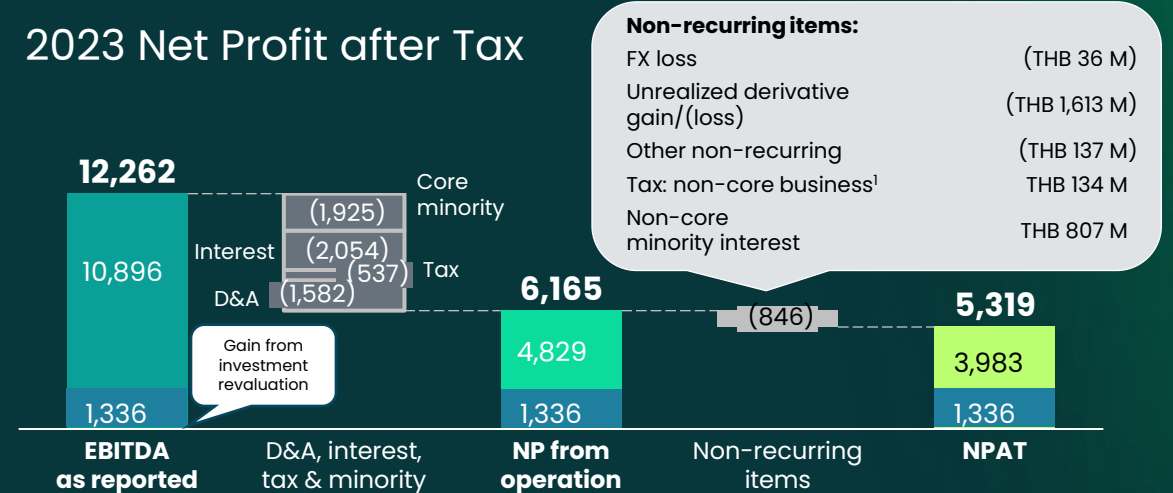 2023 Net Profit after Tax
Non-recurring items:
FX loss (THB 36 M)
Unrealized derivative
gain/(loss) (THB 1,613 M)
Other non-recurring (THB 137 M)
Tax: non-core business¹ THB 134 M
Non-core
minority interest THB 807 M
12,262
10,896
1,336
Gain from
investment
revaluation
Core
minority
(1,925)
Interest
(2,054)
Tax
(537)
D&A
(1,582)
6,165
4,829
1,336
(846)
5,319
3,983
1,336
EBITDA
as reported
D&A, interest,
tax & minority
NP from
operation
Non-recurring
items
NPAT